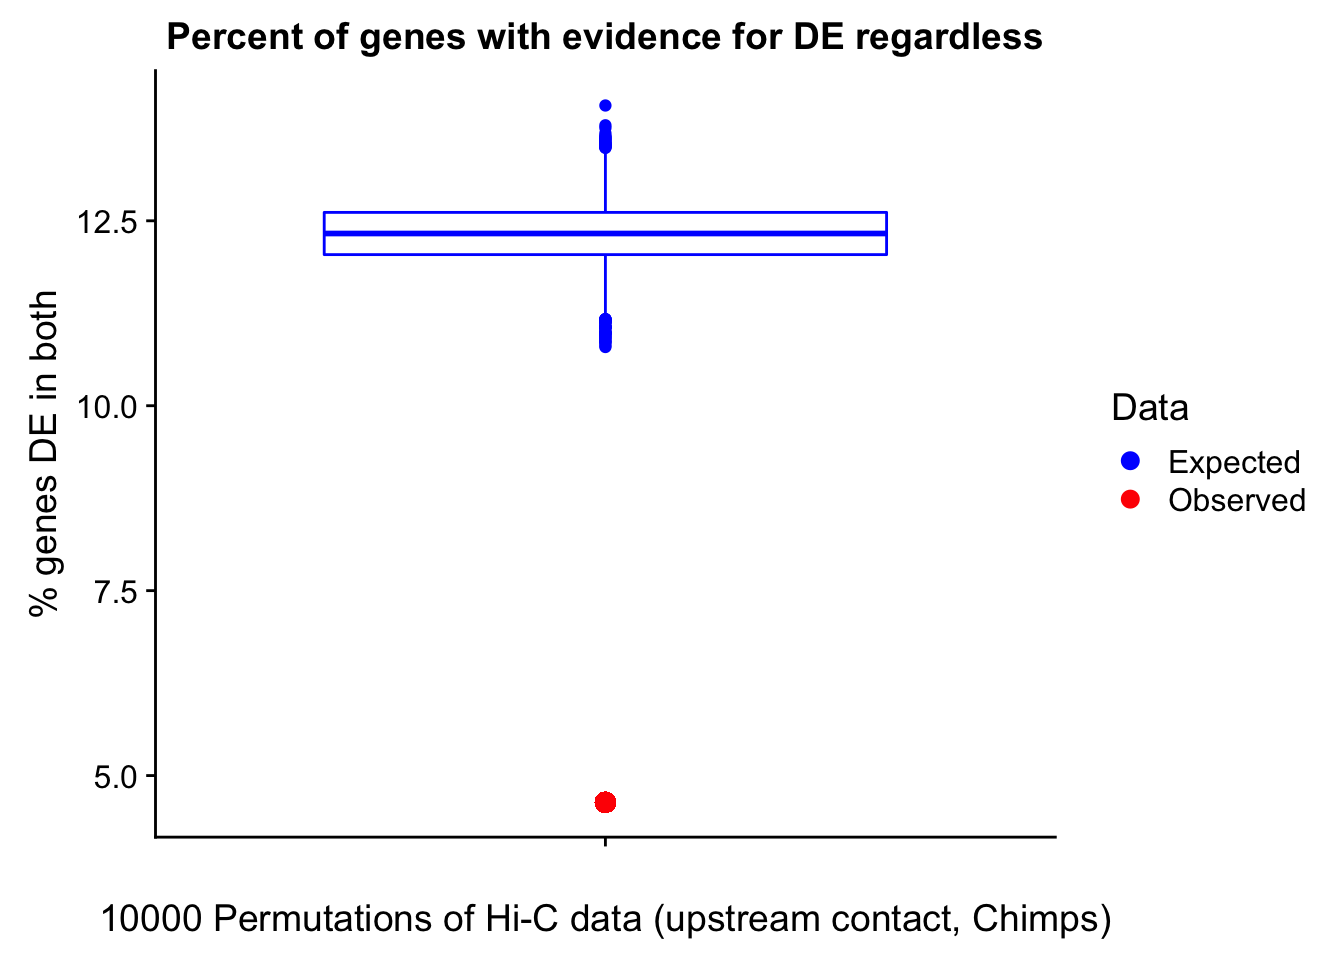 Percent of genes with evidence for DE regardless
% genes DE in both
12.5
10.0
7.5
5.0
Data
Expected
Observed
10000 Permutations of Hi-C data (upstream contact, Chimps)